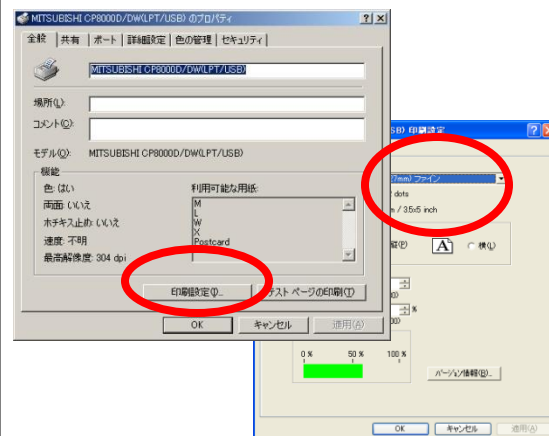 MITSUBISHI CP8000D/DW(LPT/USB) のプロパティ
全般 共有 ポート 詳細設定 色の管理 セキュリティ
MITSUBISHI CP8000D/DW(LPT/USB)
場所(L):
コメント(C):
モデル(O): MITSUBISHI CP8000D/DW(LPT/USB)
機能
色: はい
両面: いいえ
ホチキス止め: いいえ
速度: 不明
最高解像度: 304 dpi
利用可能な用紙:
M
L
W
X
Postcard
印刷設定(I)...
テスト ページの印刷(T)
OK キャンセル 適用(A)
SB) 印刷設定
27mm) ファイン
dots
/ 3.5x5 inch
A 横(L)
%
0 % 50 % 100 %
バージョン情報(B)...
OK キャンセル 適用(A)